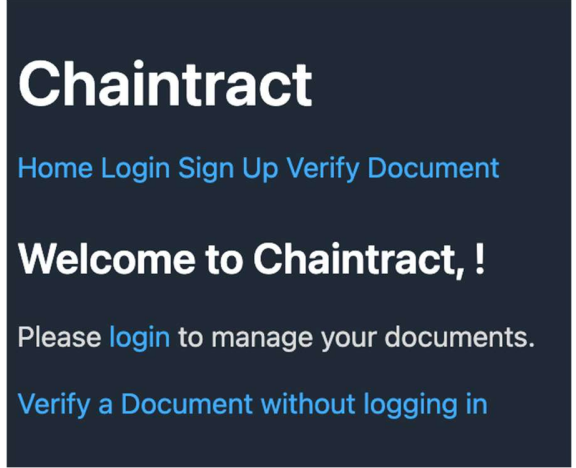 Chaintract
Home Login Sign Up Verify Document
Welcome to Chaintract, !
Please login to manage your documents.
Verify a Document without logging in